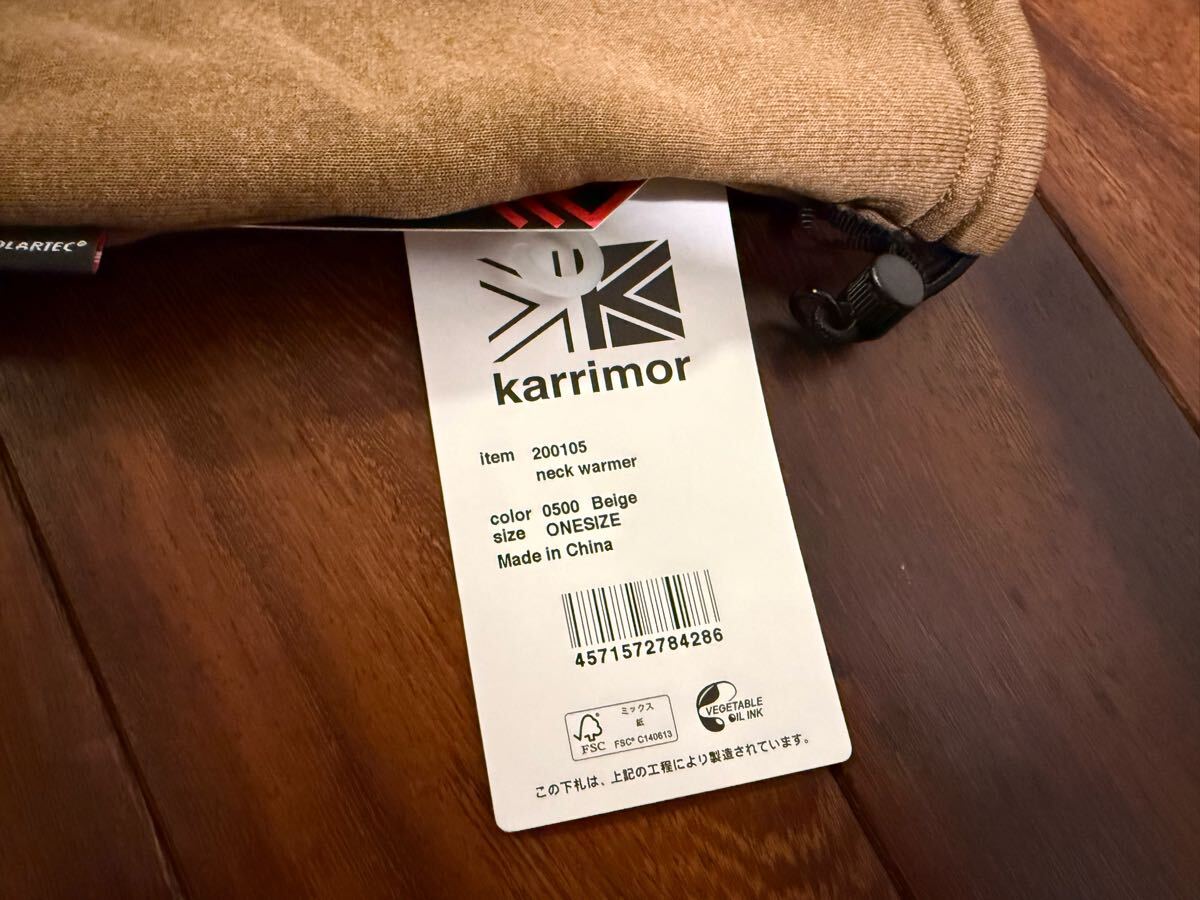 OLARTEC®
karrimor
item 200105
neck warmer
color 0500 Beige
size ONESIZE
Made in China
4571572784286
ミックス
紙
FSC
FSC® C140613
VEGETABLE
OIL INK
この下札は、上記の工程により製造されています。